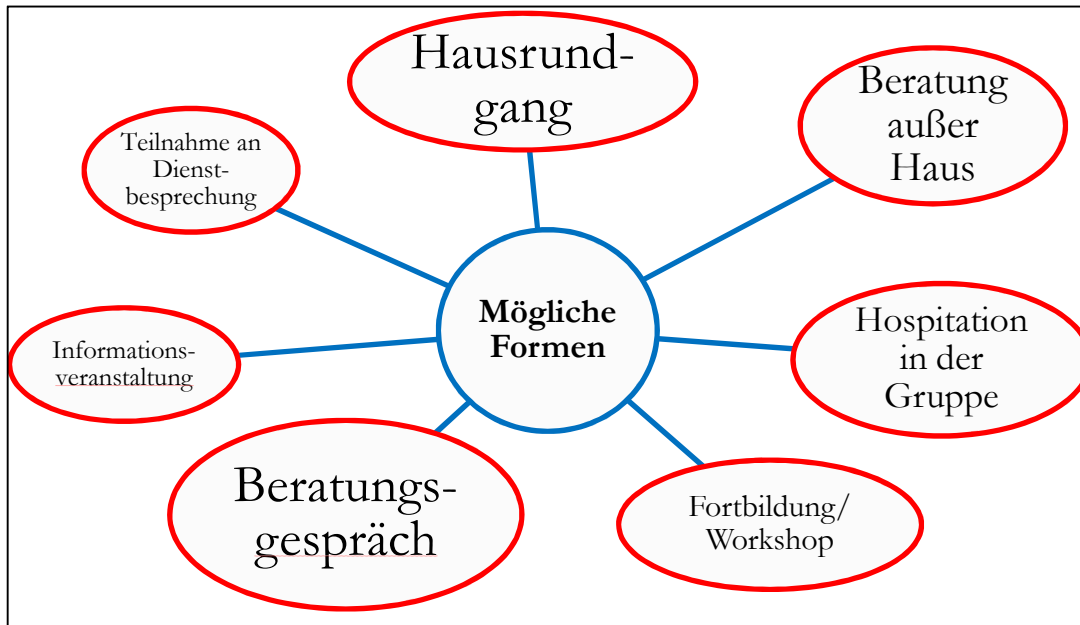 Hausrund-
gang
Beratung
außer
Haus
Teilnahme an
Dienst-
besprechung
Mögliche
Formen
Hospitation
in der
Gruppe
Informations-
veranstaltung
Beratungs-
gespräch
Fortbildung/
Workshop